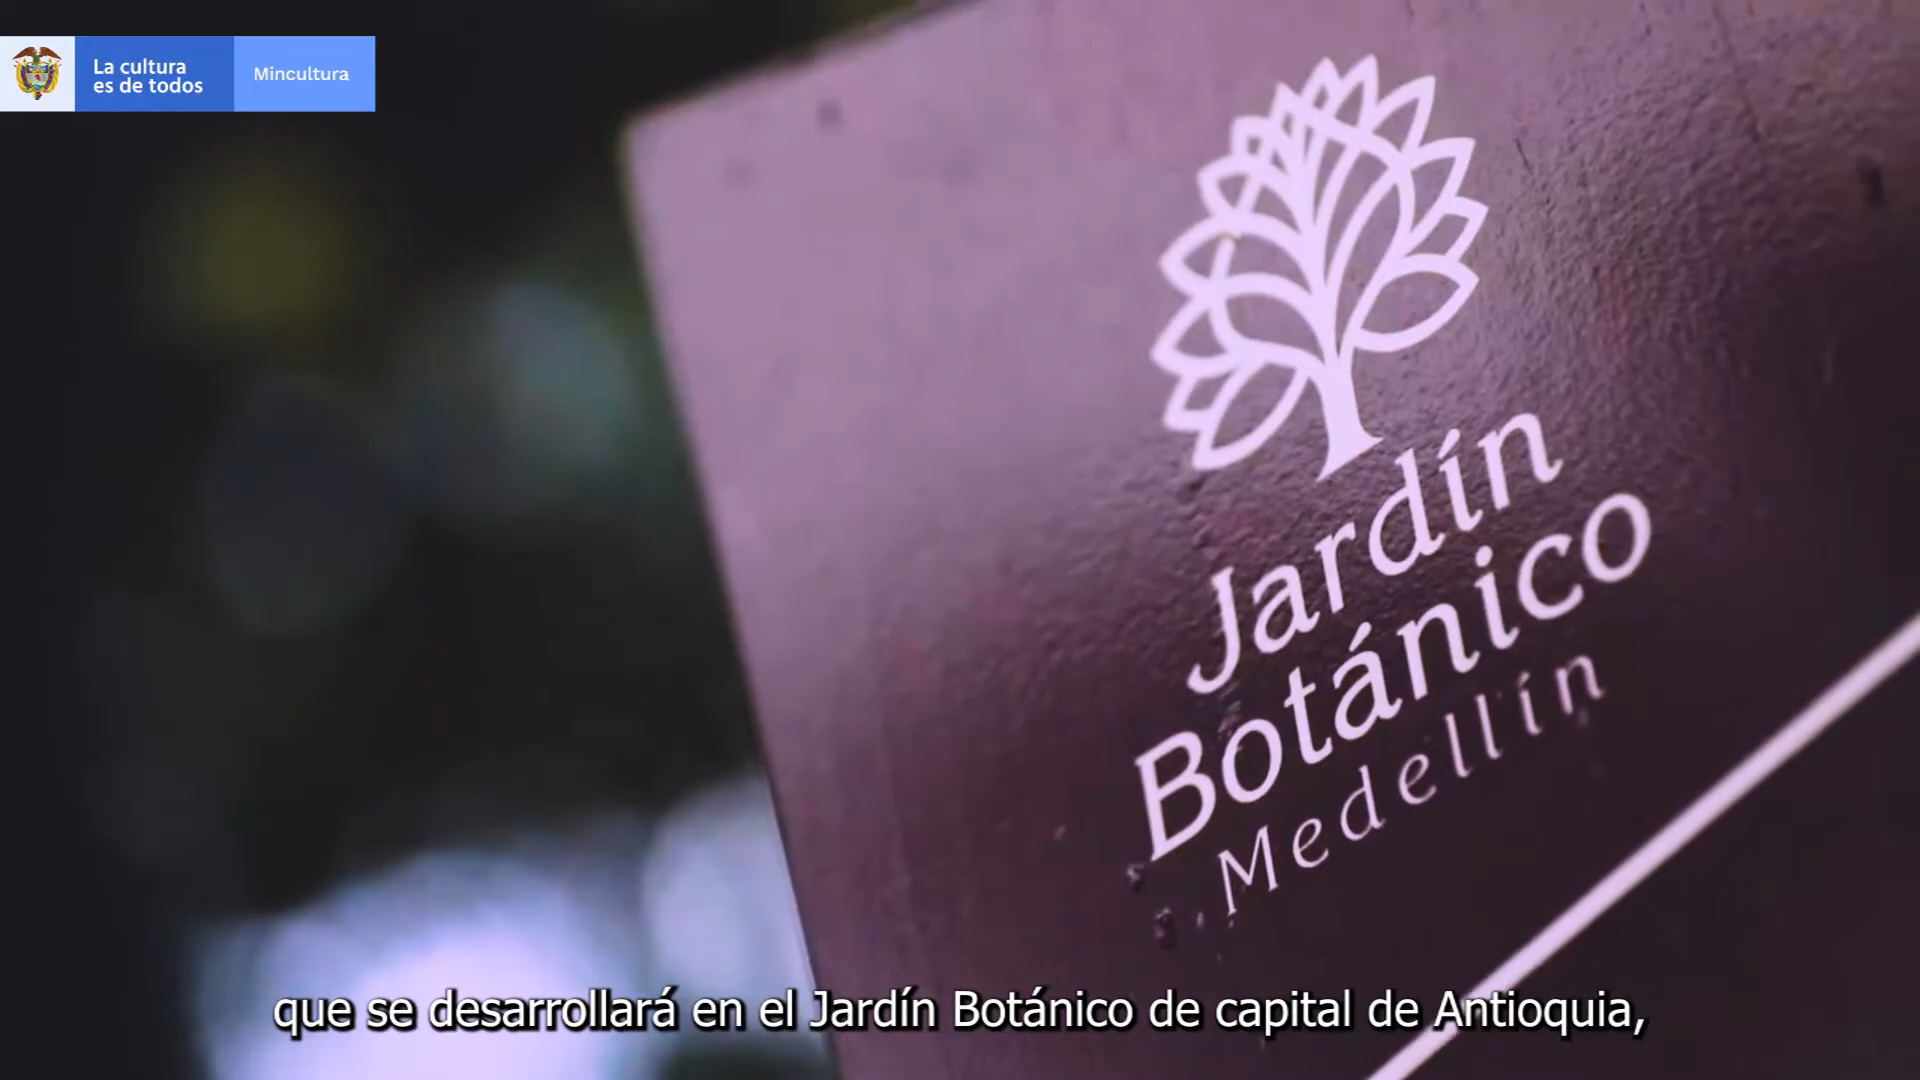 La cultura
es de todos
Mincultura
Jardín
Botánico
Medellín
que se desarrollará en el Jardín Botánico de capital de Antioquia,